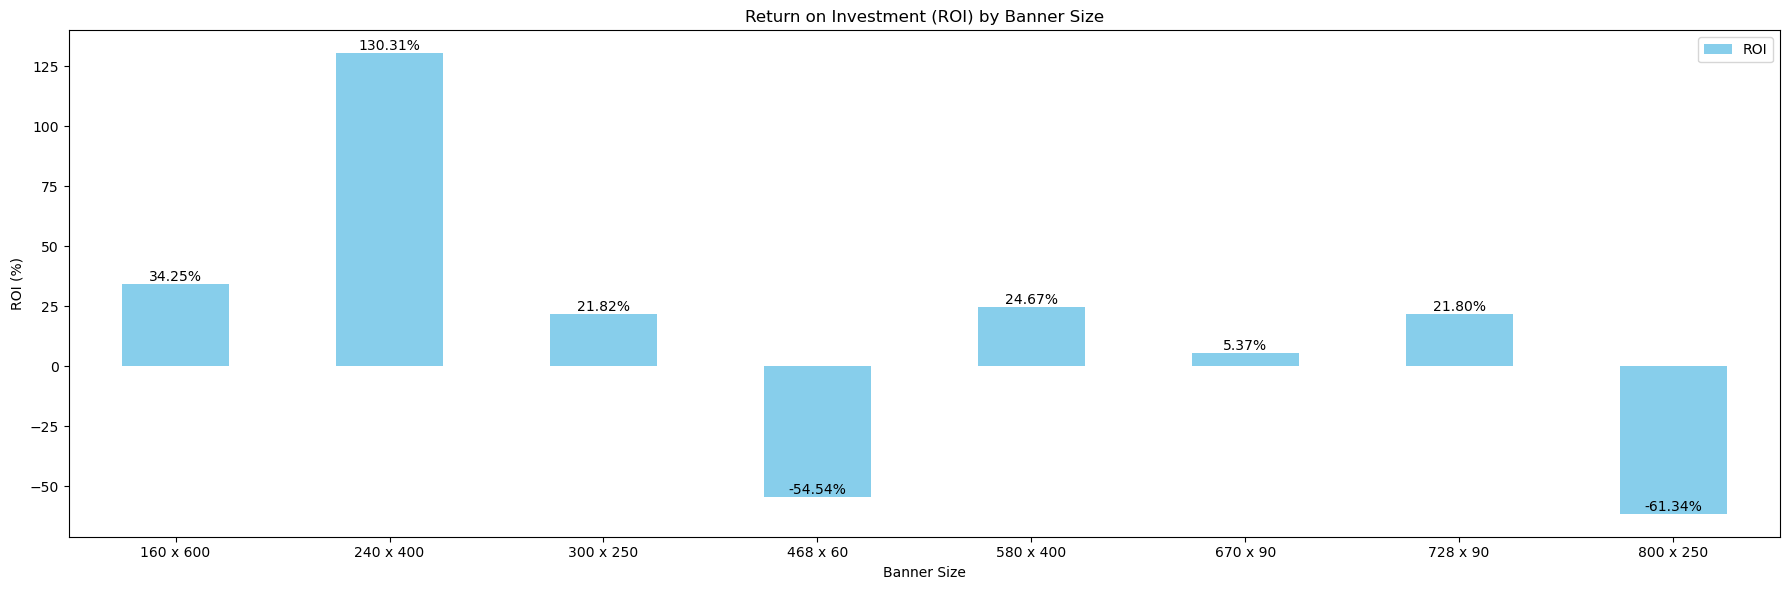 Return on Investment (ROI) by Banner Size
ROI
130.31%
34.25%
21.82%
-54.54%
24.67%
5.37%
21.80%
-61.34%
ROI (%)
125
100
75
50
25
0
−25
−50
160 x 600
240 x 400
300 x 250
468 x 60
580 x 400
670 x 90
728 x 90
800 x 250
Banner Size